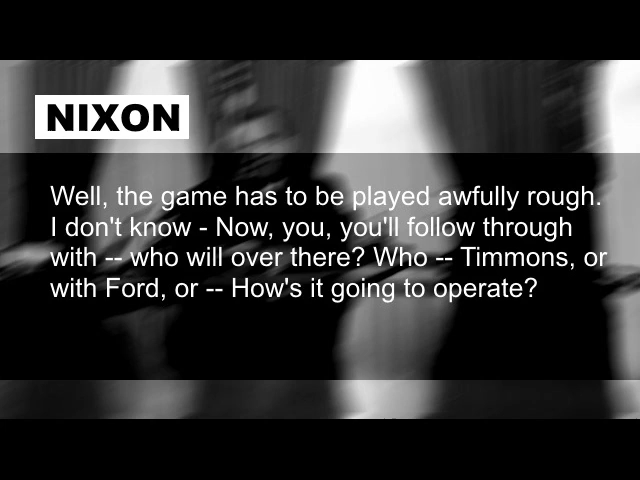 NIXON
Well, the game has to be played awfully rough.
I don't know - Now, you, you'll follow through
with -- who will over there? Who -- Timmons, or
with Ford, or -- How's it going to operate?